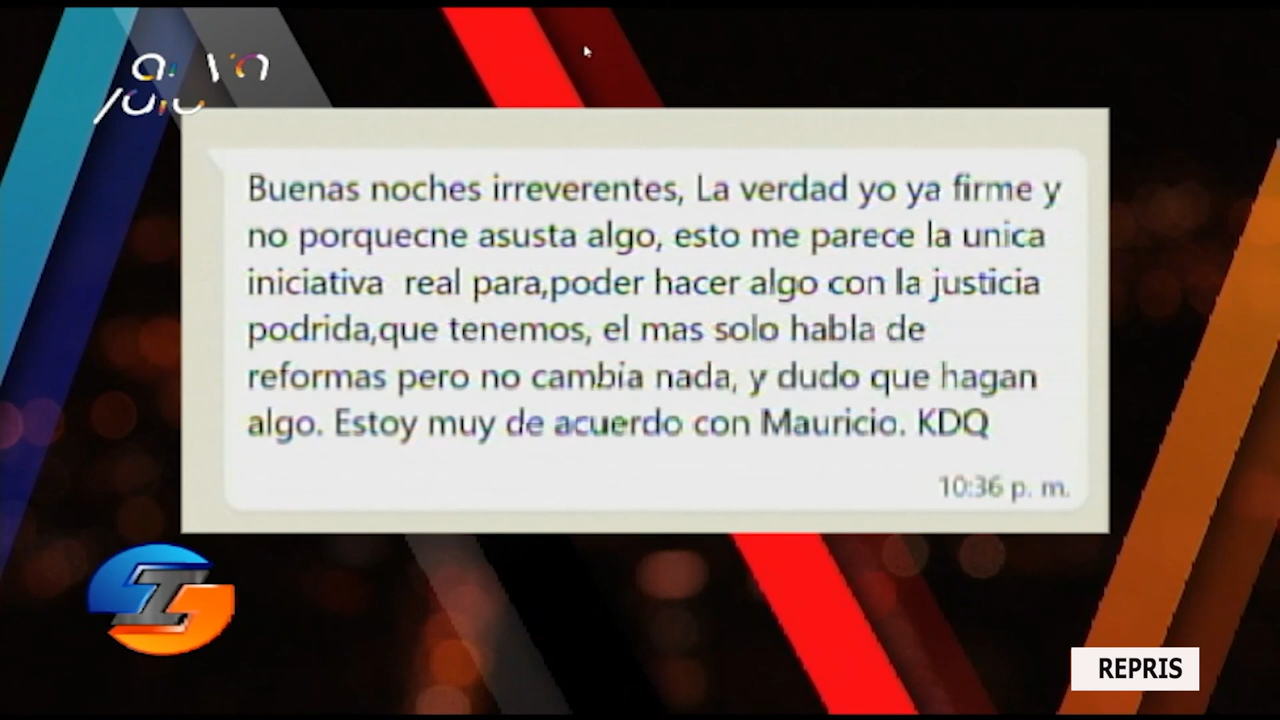 Buenas noches irreverentes, La verdad yo ya firme y
no porquecne asusta algo, esto me parece la unica
iniciativa  real para,poder hacer algo con la justicia
podrida,que tenemos, el mas solo habla de
reformas pero no cambia nada, y dudo que hagan
algo. Estoy muy de acuerdo con Mauricio. KDQ
10:36 p. m.
REPRIS